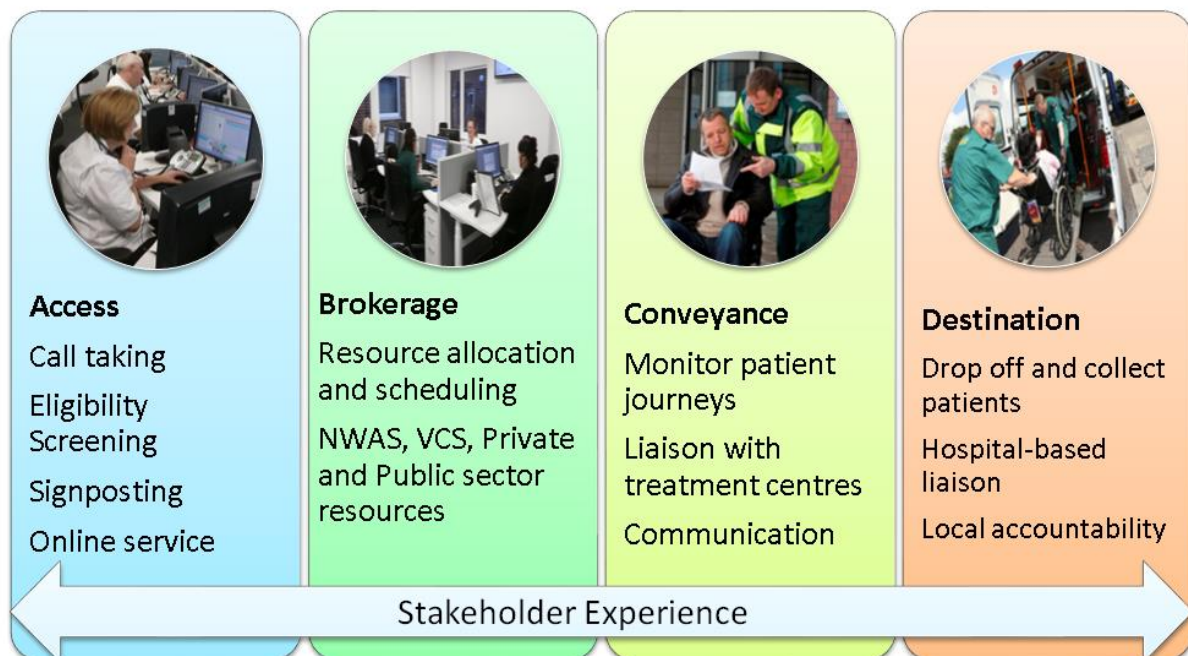 Access
Call taking
Eligibility
Screening
Signposting
Online service
Brokerage
Resource allocation
and scheduling
NWAS, VCS, Private
and Public sector
resources
Conveyance
Monitor patient
journeys
Liaison with
treatment centres
Communication
Destination
Drop off and collect
patients
Hospital-based
liaison
Local accountability
Stakeholder Experience